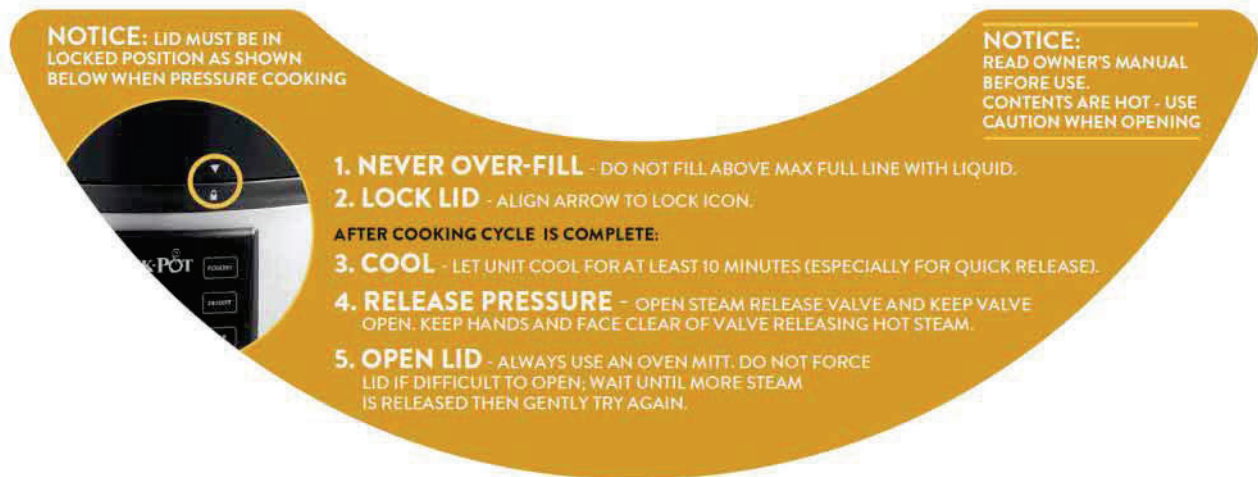 NOTICE: LID MUST BE IN
LOCKED POSITION AS SHOWN
BELOW WHEN PRESSURE COOKING
NOTICE:
READ OWNER'S MANUAL
BEFORE USE.
CONTENTS ARE HOT - USE
CAUTION WHEN OPENING
1. NEVER OVER-FILL - DO NOT FILL ABOVE MAX FULL LINE WITH LIQUID.
2. LOCK LID - ALIGN ARROW TO LOCK ICON.
AFTER COOKING CYCLE IS COMPLETE:
3. COOL - LET UNIT COOL FOR AT LEAST 10 MINUTES (ESPECIALLY FOR QUICK RELEASE).
4. RELEASE PRESSURE - OPEN STEAM RELEASE VALVE AND KEEP VALVE
OPEN. KEEP HANDS AND FACE CLEAR OF VALVE RELEASING HOT STEAM.
5. OPEN LID - ALWAYS USE AN OVEN MITT. DO NOT FORCE
LID IF DIFFICULT TO OPEN; WAIT UNTIL MORE STEAM
IS RELEASED THEN GENTLY TRY AGAIN.
K-POT
POULTRY
DESSERT